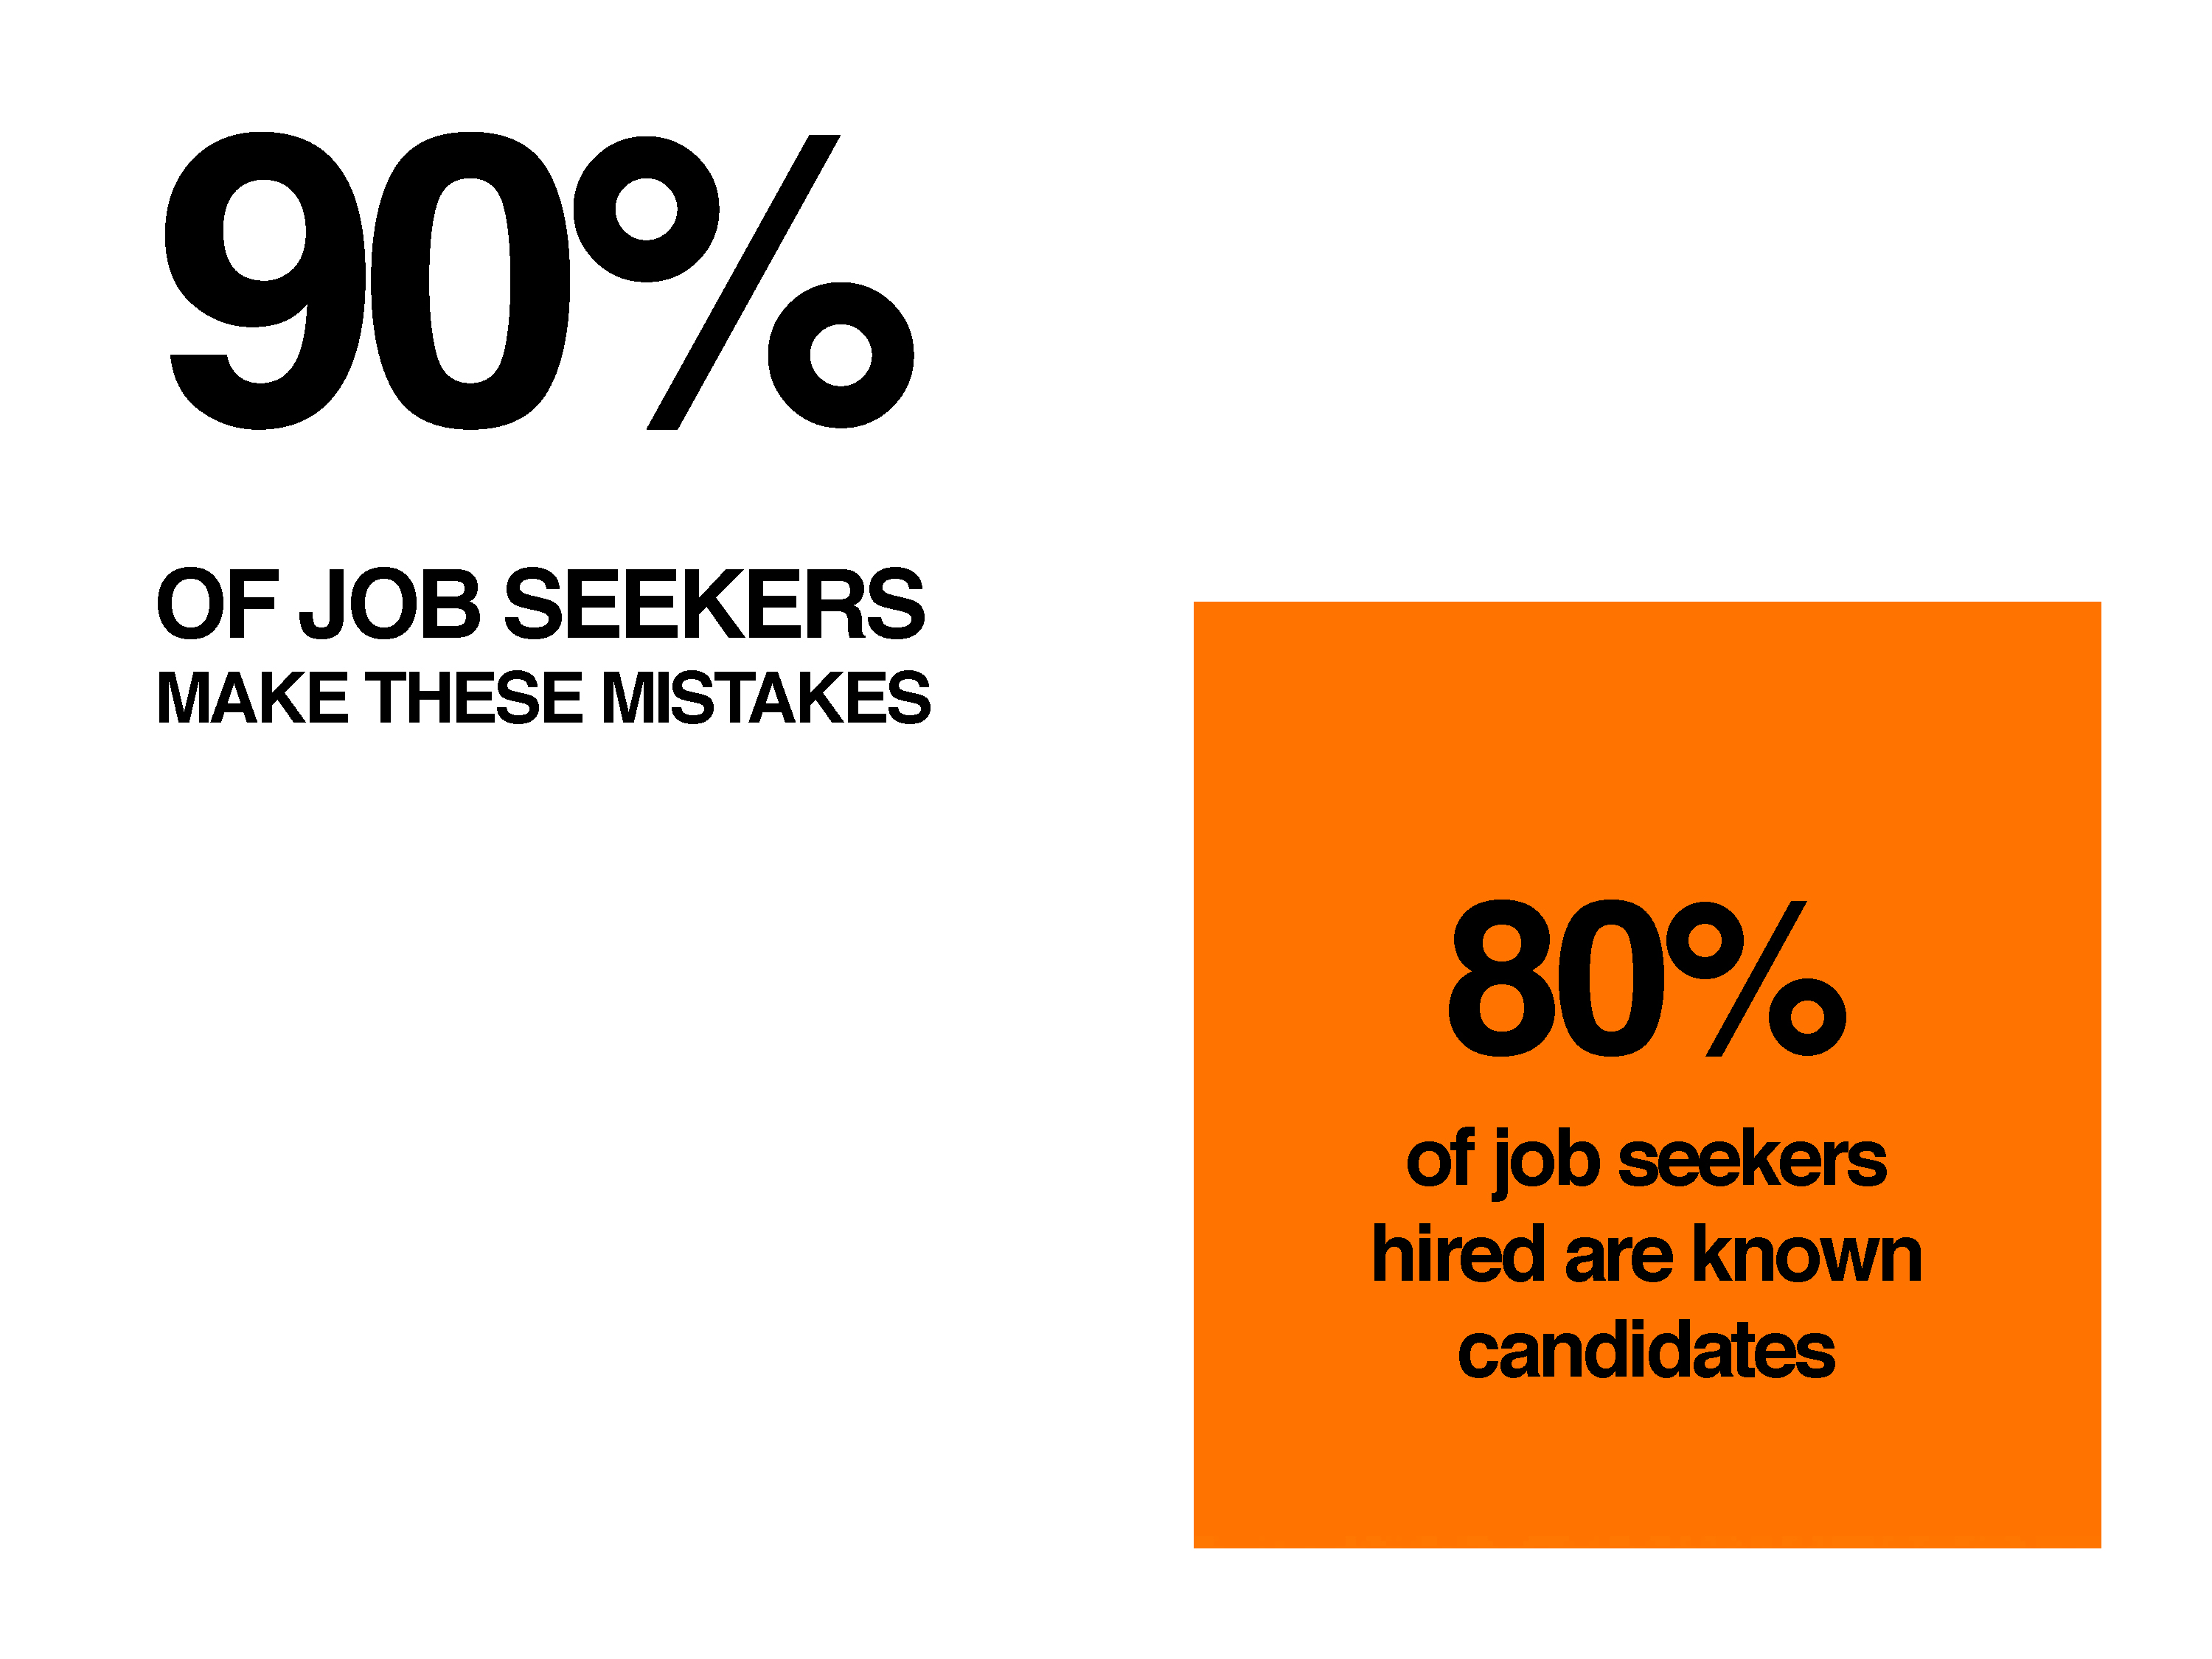 90%
OF JOB SEEKERS
MAKE THESE MISTAKES
80%
of job seekers
hired are known
candidates